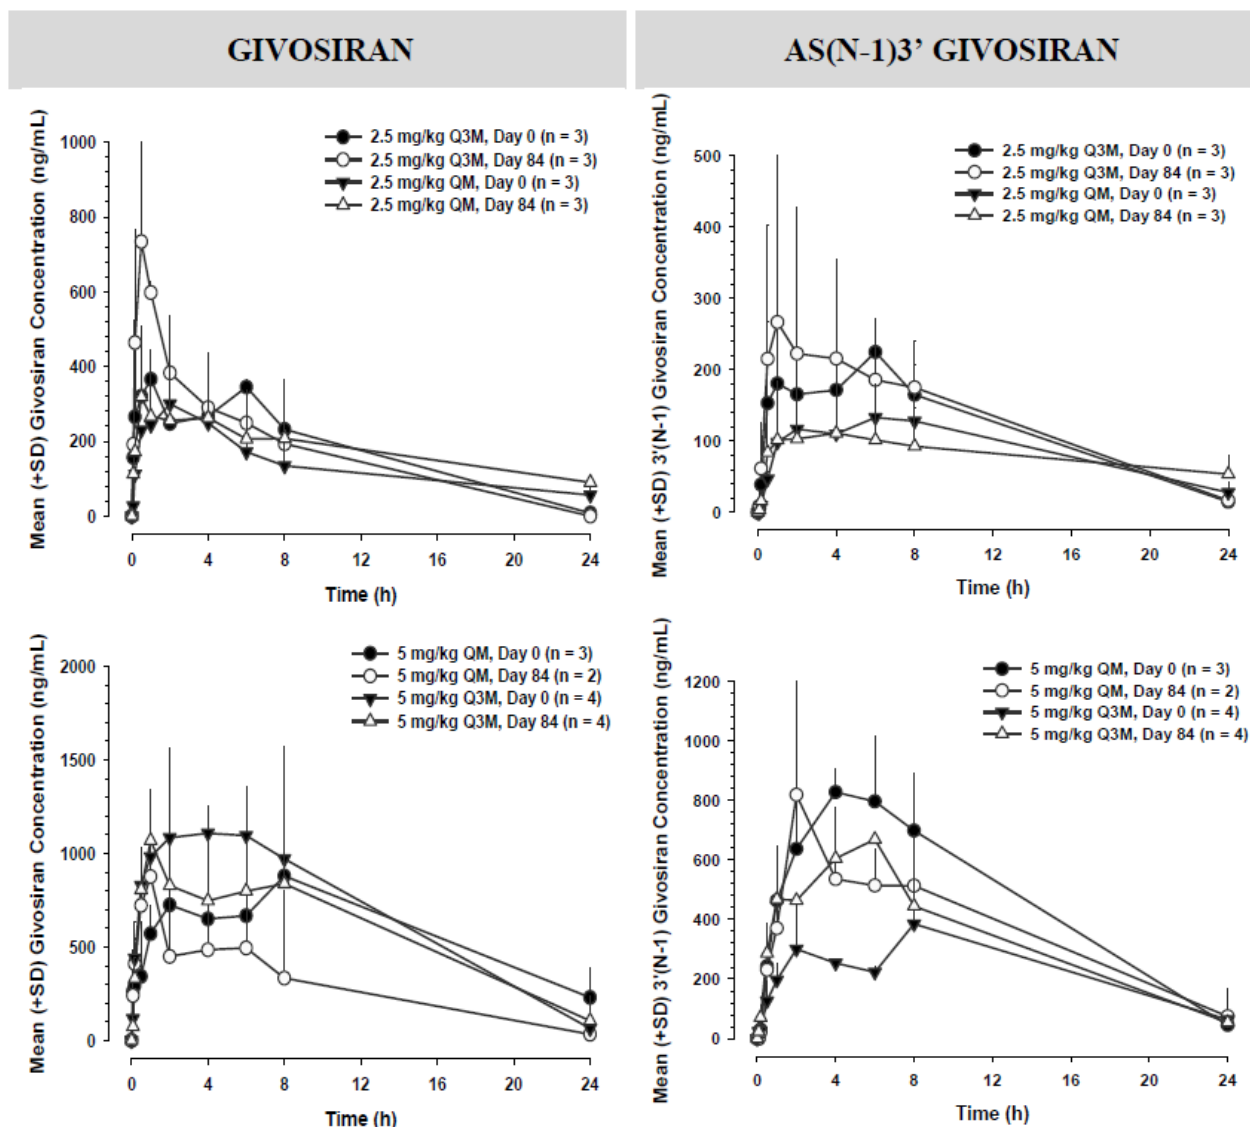 GIVOSIRAN
AS(N-1)3’ GIVOSIRAN
Mean (+SD) Givosiran Concentration (ng/mL)
2.5 mg/kg Q3M, Day 0 (n = 3)
2.5 mg/kg Q3M, Day 84 (n = 3)
2.5 mg/kg QM, Day 0 (n = 3)
2.5 mg/kg QM, Day 84 (n = 3)
1000
800
600
400
200
0
0 4 8 12 16 20 24
Time (h)
Mean (+SD) 3'(N-1) Givosiran Concentration (ng/mL)
2.5 mg/kg Q3M, Day 0 (n = 3)
2.5 mg/kg Q3M, Day 84 (n = 3)
2.5 mg/kg QM, Day 0 (n = 3)
2.5 mg/kg QM, Day 84 (n = 3)
500
400
300
200
100
0
0 4 8 12 16 20 24
Time (h)
Mean (+SD) Givosiran Concentration (ng/mL)
5 mg/kg QM, Day 0 (n = 3)
5 mg/kg QM, Day 84 (n = 2)
5 mg/kg Q3M, Day 0 (n = 4)
5 mg/kg Q3M, Day 84 (n = 4)
2000
1500
1000
500
0
0 4 8 12 16 20 24
Time (h)
Mean (+SD) 3'(N-1) Givosiran Concentration (ng/mL)
5 mg/kg QM, Day 0 (n = 3)
5 mg/kg QM, Day 84 (n = 2)
5 mg/kg Q3M, Day 0 (n = 4)
5 mg/kg Q3M, Day 84 (n = 4)
1200
1000
800
600
400
200
0
0 4 8 12 16 20 24
Time (h)